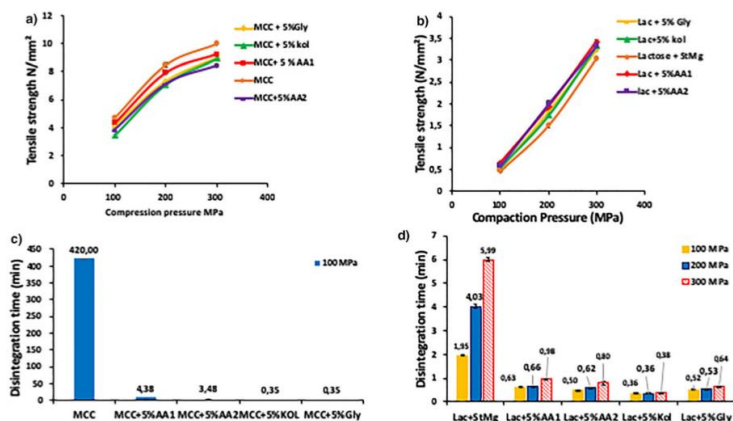 a)
Tensile strength N/mm²
12
10
8
6
4
2
0
0 100 200 300 400
Compression pressure MPa
MCC + 5%Gly
MCC + 5% kol
MCC+ 5 %AA1
MCC
MCC+5%AA2
b)
Tensile strength (N/mm²)
4
3,5
3
2,5
2
1,5
1
0,5
0
0 100 200 300 400
Compaction Pressure (MPa)
Lac + 5% Gly
Lac+5% kol
Lactose + StMg
Lac + 5%AA1
lac + 5%AA2
c)
Disintegration time (min)
450
400
350
300
250
200
150
100
50
0
420,00
4,38
3,48
0,35
0,35
100 MPa
MCC MCC+5%AA1 MCC+5%AA2 MCC+5%KOL MCC+5%Gly
d)
Disintegration time (min)
7
6
5
4
3
2
1
0
1,95
4,03
5,99
0,63
0,66
0,98
0,50
0,62
0,80
0,36
0,36
0,38
0,52
0,53
0,64
100 MPa
200 MPa
300 MPa
Lac+StMg Lac+5%AA1 Lac+5%AA2 Lac+5%Kol Lac+5%Gly